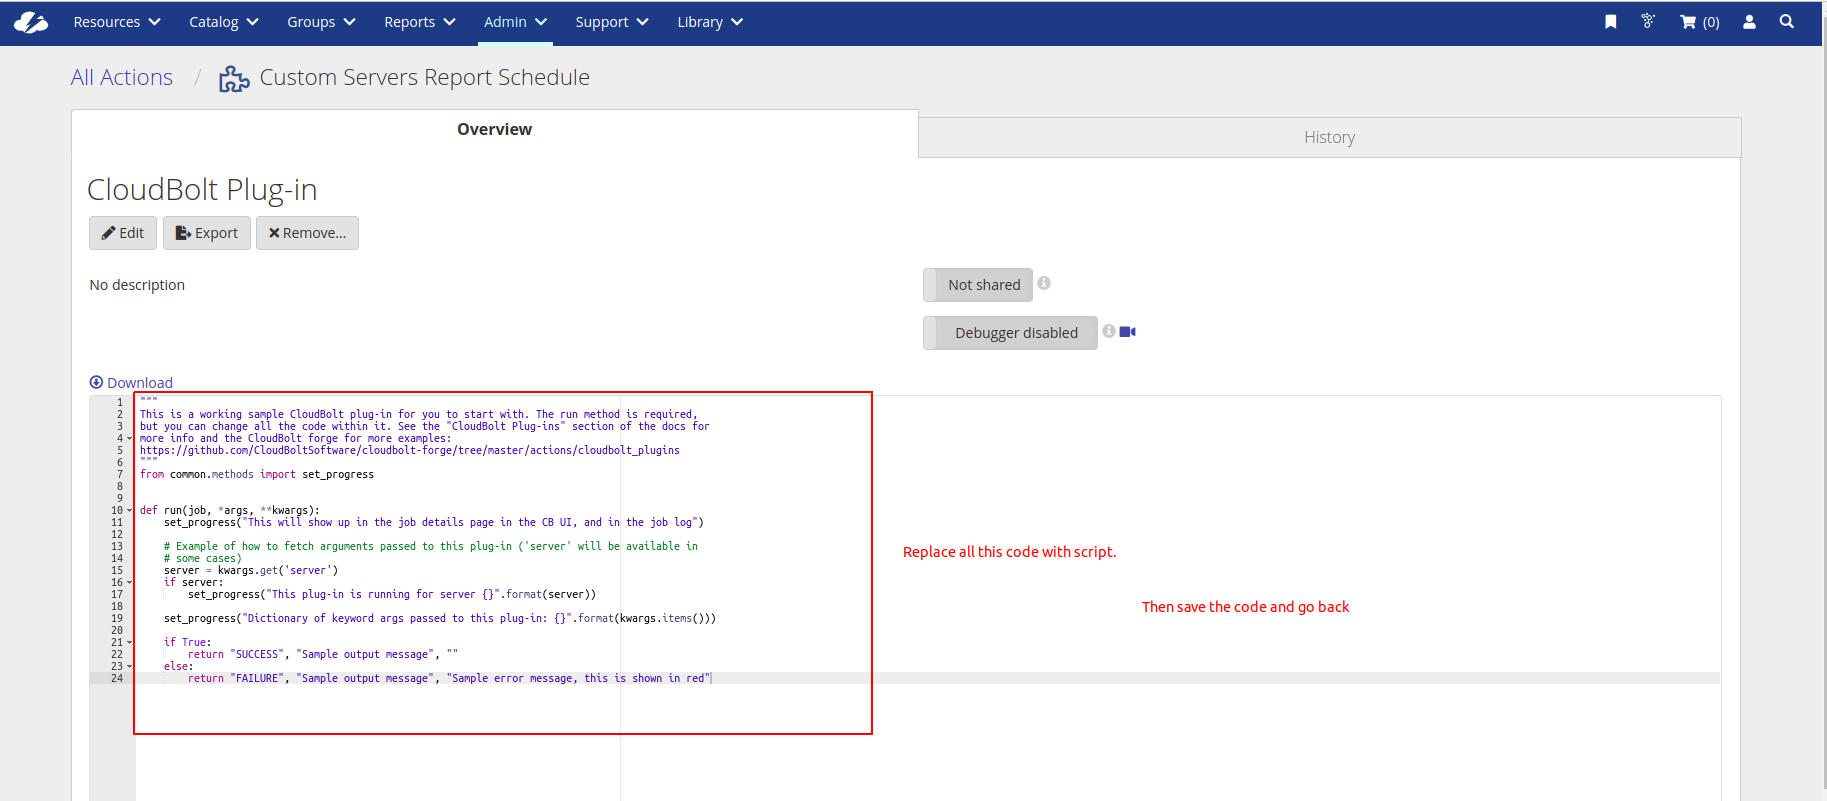 Resources Catalog Groups Reports Admin Support Library (0)
All Actions / Custom Servers Report Schedule
Overview History
CloudBolt Plug-in
Edit Export Remove...
No description Not shared
Debugger disabled
Download
1 """
2 This is a working sample CloudBolt plug-in for you to start with. The run method is required,
3 but you can change all the code within it. See the "CloudBolt Plug-ins" section of the docs for
4 more info and the CloudBolt forge for more examples:
5 https://github.com/CloudBoltSoftware/cloudbolt-forge/tree/master/actions/cloudbolt_plugins
6 """
7 from common.methods import set_progress
8
9
10 def run(job, *args, **kwargs):
11 set_progress("This will show up in the job details page in the CB UI, and in the job log")
12
13 # Example of how to fetch arguments passed to this plug-in ('server' will be available in
14 # some cases)
15 server = kwargs.get('server')
16 if server:
17 set_progress("This plug-in is running for server {}".format(server))
18
19 set_progress("Dictionary of keyword args passed to this plug-in: {}".format(kwargs.items()))
20
21 if True:
22 return "SUCCESS", "Sample output message", ""
23 else:
24 return "FAILURE", "Sample output message", "Sample error message, this is shown in red"
Replace all this code with script.
Then save the code and go back